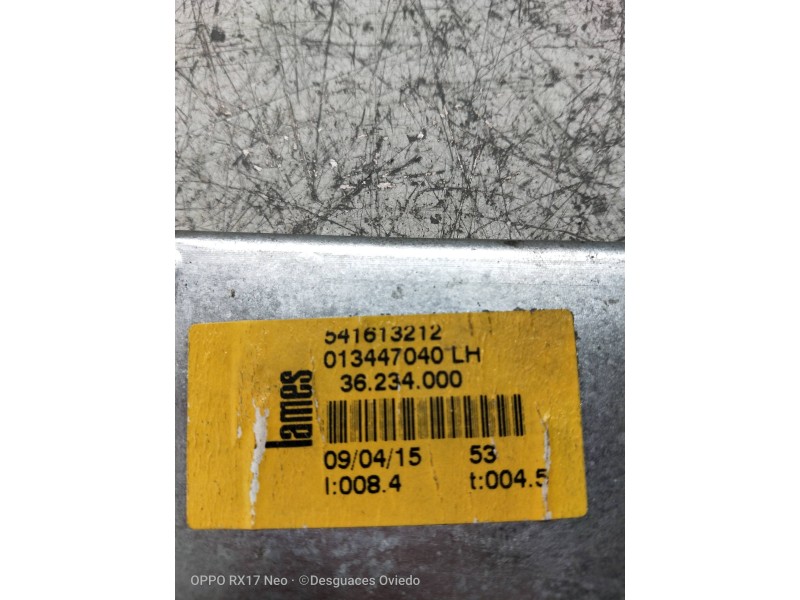 541613212
013447040 LH
36.234.000
lames
09/04/15 53
I:008.4 t:004.5
OPPO RX17 Neo · ©Desguaces Oviedo